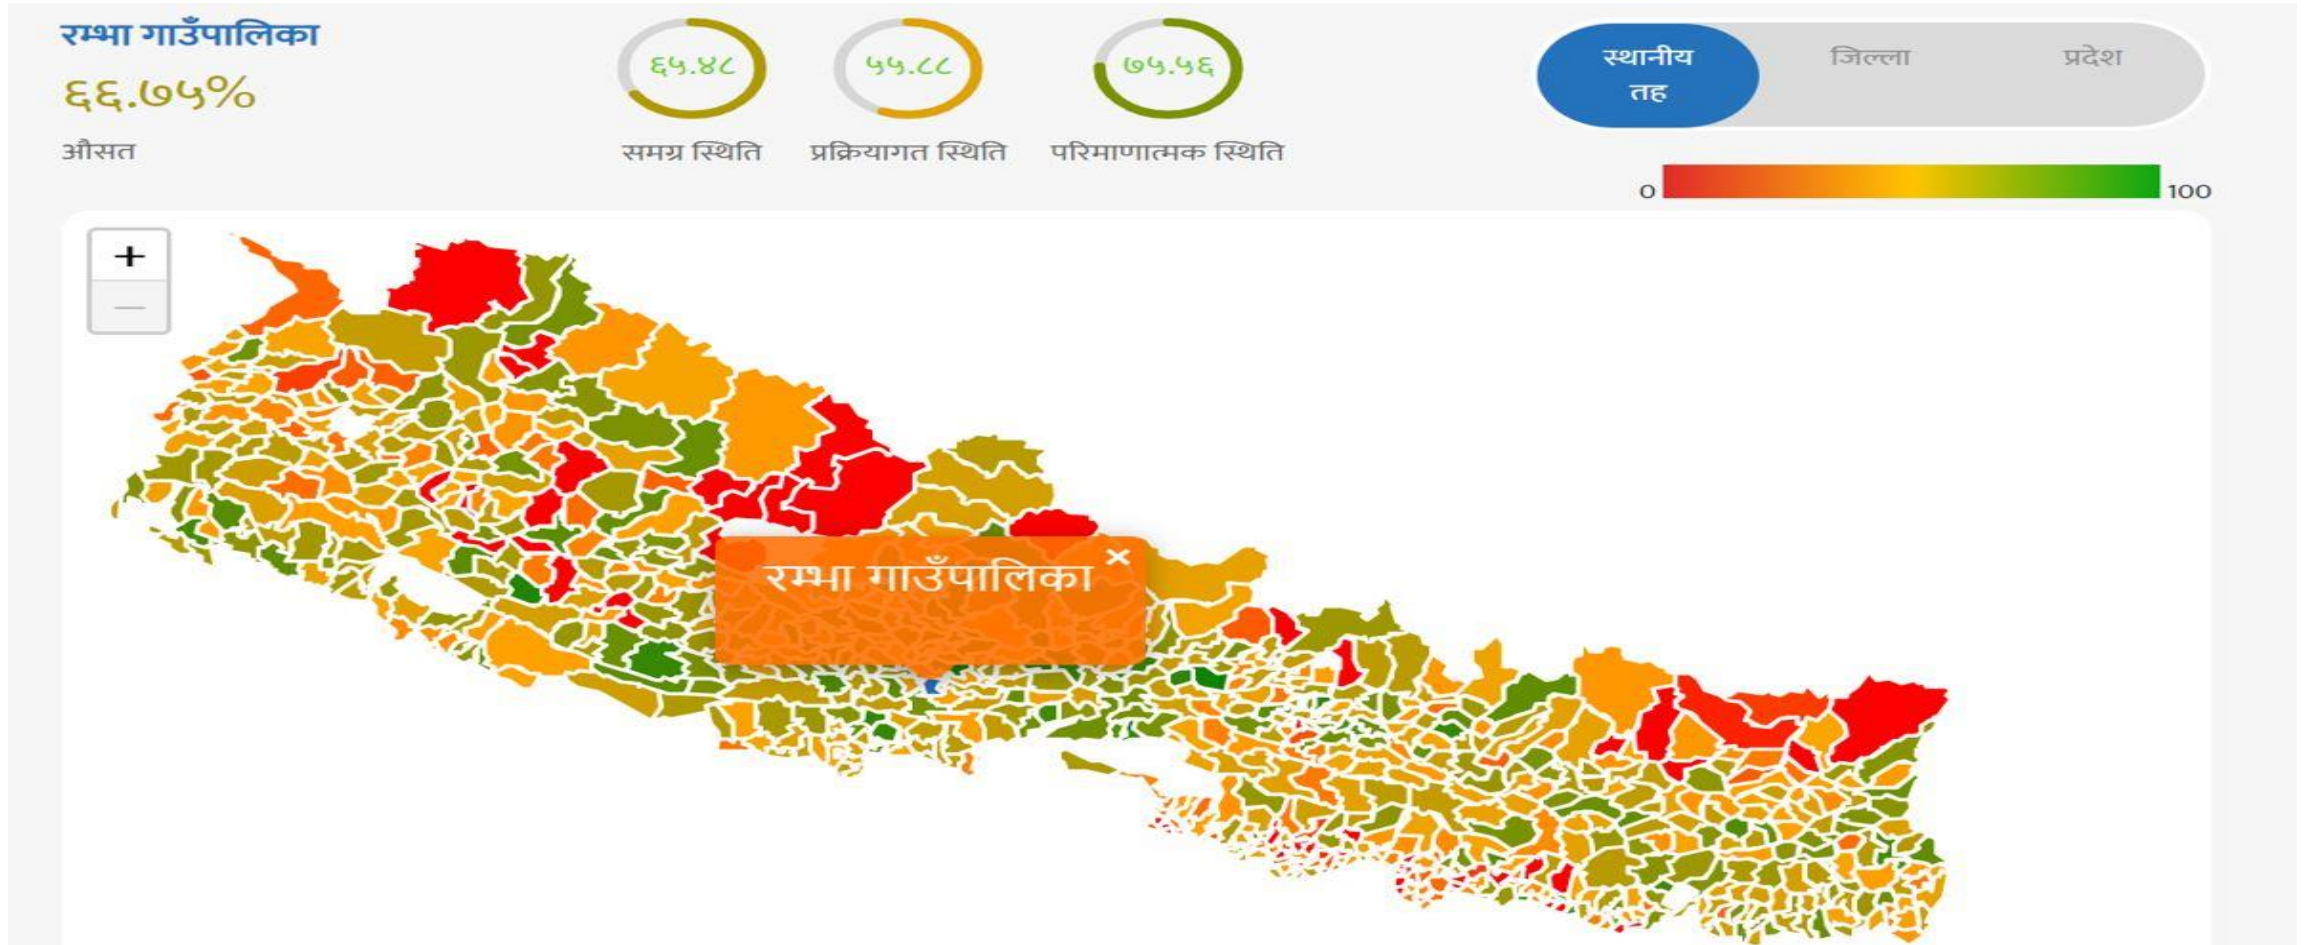 रम्भा गाउँपालिका
६६.७५%
औसत
६५.४८
समग्र स्थिति
५५.८८
प्रक्रियागत स्थिति
७५.५६
परिमाणात्मक स्थिति
स्थानीय
तह
जिल्ला
प्रदेश
0
100
+
−
रम्भा गाउँपालिका ×